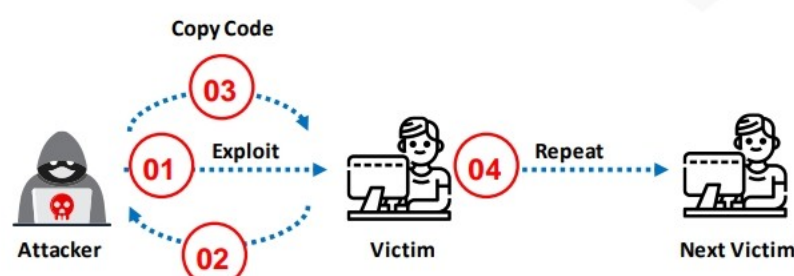 Copy Code
03
01
Exploit
04
Repeat
Attacker
02
Victim
Next Victim